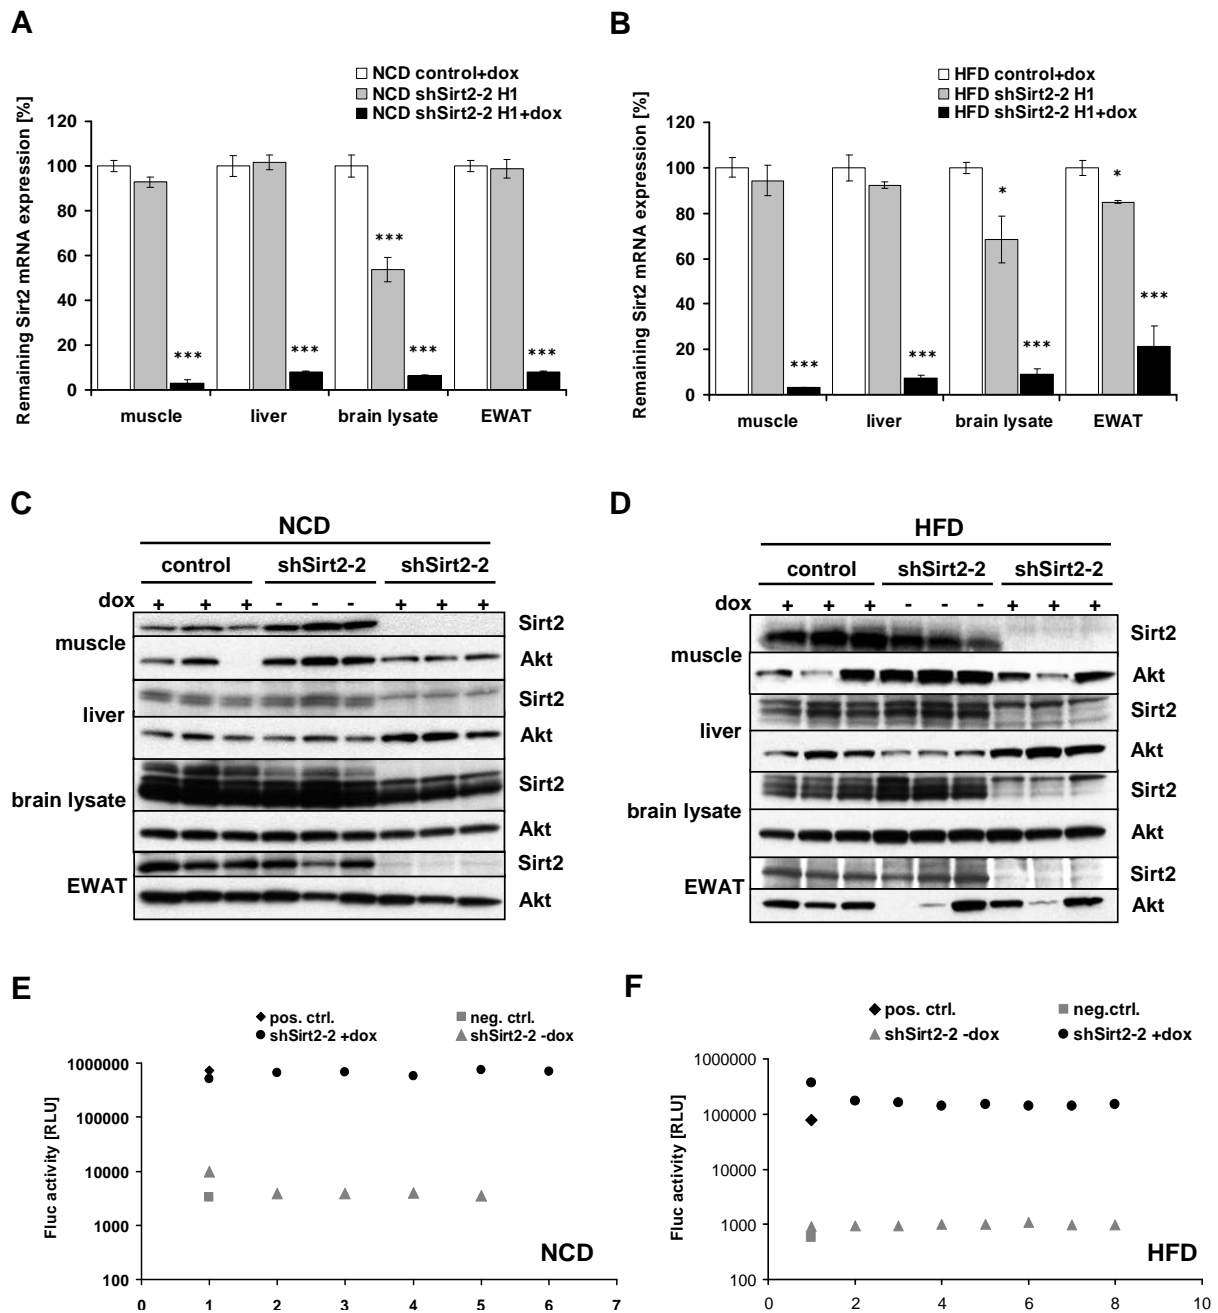 A
NCD control+dox
NCD shSirt2-2 H1
NCD shSirt2-2 H1+dox
Remaining Sirt2 mRNA expression [%]
120
100
80
60
40
20
0
***
***
***
***
***
muscle liver brain lysate EWAT
B
HFD control+dox
HFD shSirt2-2 H1
HFD shSirt2-2 H1+dox
Remaining Sirt2 mRNA expression [%]
120
100
80
60
40
20
0
***
***
*
***
*
***
muscle liver brain lysate EWAT
C
NCD
control shSirt2-2 shSirt2-2
dox + + + - - - + + +
muscle Sirt2
Akt
liver Sirt2
Akt
brain lysate Sirt2
Akt
EWAT Sirt2
Akt
D
HFD
control shSirt2-2 shSirt2-2
dox + + + - - - + + +
muscle Sirt2
Akt
liver Sirt2
Akt
brain lysate Sirt2
Akt
EWAT Sirt2
Akt
E
pos. ctrl. neg. ctrl.
shSirt2-2 +dox shSirt2-2 -dox
Fluc activity [RLU]
1000000
100000
10000
1000
100
0 1 2 3 4 5 6 7
NCD
F
pos. ctrl. neg.ctrl.
shSirt2-2 -dox shSirt2-2 +dox
Fluc activity [RLU]
1000000
100000
10000
1000
100
0 2 4 6 8 10
HFD